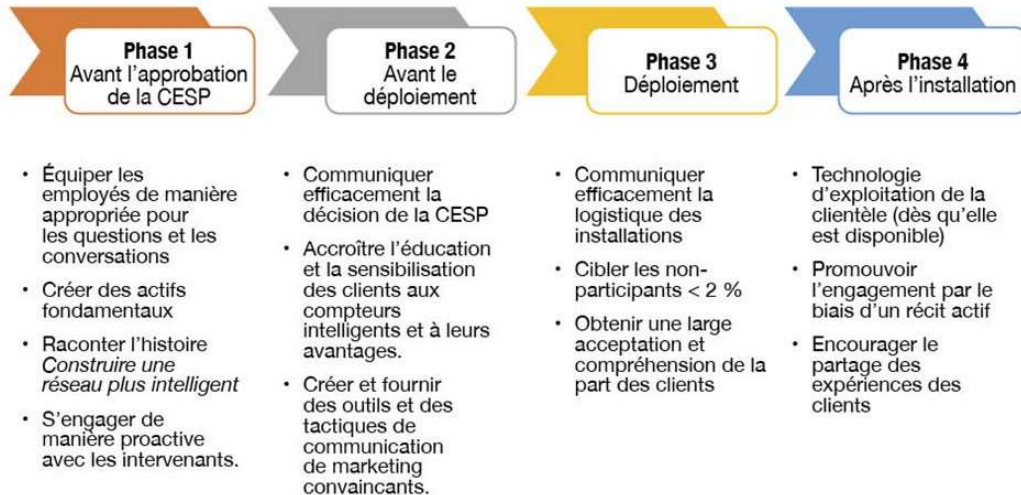 Phase 1
Avant l'approbation
de la CESP
• Équiper les
employés de manière
appropriée pour
les questions et les
conversations
• Créer des actifs
fondamentaux
• Raconter l'histoire
Construire une
réseau plus intelligent
• S'engager de
manière proactive
avec les intervenants.
Phase 2
Avant le
déploiement
• Communiquer
efficacement la
décision de la CESP
• Accroître l'éducation
et la sensibilisation
des clients aux
compteurs
intelligents et à leurs
avantages.
• Créer et fournir
des outils et des
tactiques de
communication
de marketing
convaincants.
Phase 3
Déploiement
• Communiquer
efficacement la
logistique des
installations
• Cibler les non-
participants < 2 %
• Obtenir une large
acceptation et
compréhension de la
part des clients
Phase 4
Après l'installation
• Technologie
d'exploitation de la
clientèle (dès qu'elle
est disponible)
• Promouvoir
l'engagement par le
biais d'un récit actif
• Encourager le
partage des
expériences des
clients